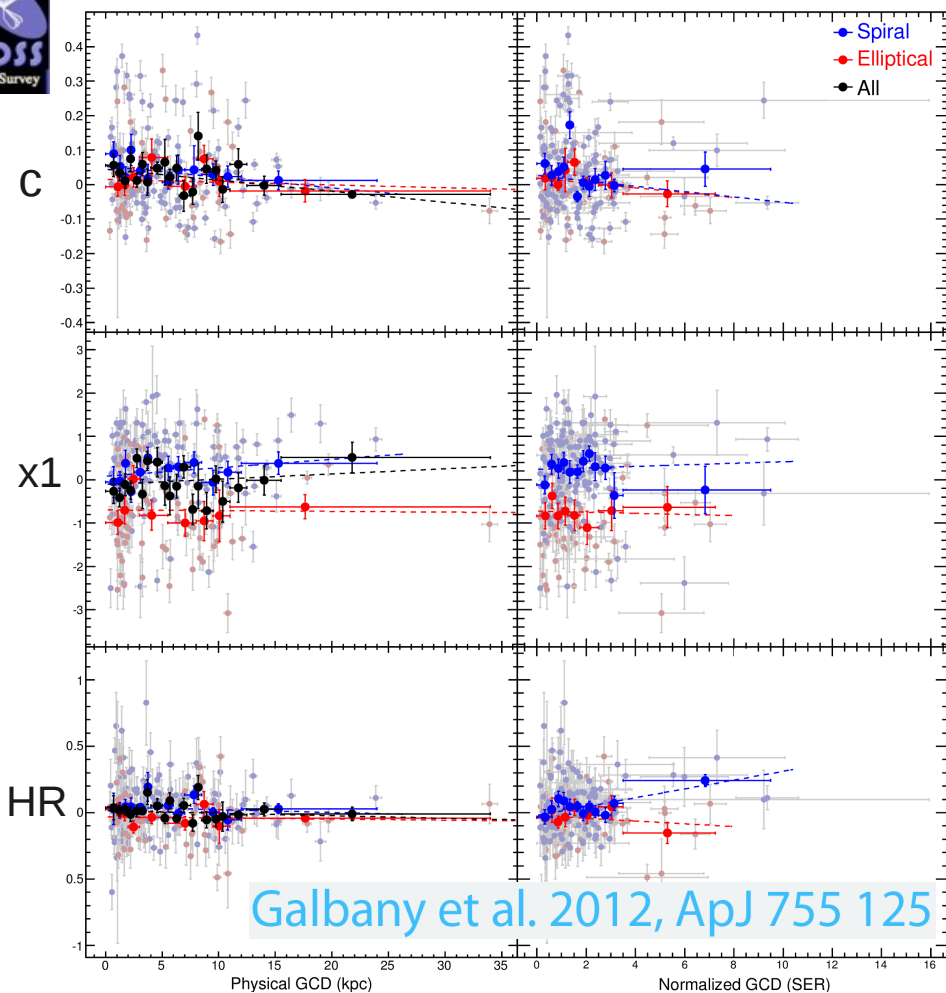 OSS
Survey
Spiral
Elliptical
All
c
0.4
0.3
0.2
0.1
0
-0.1
-0.2
-0.3
-0.4
x1
3
2
1
0
-1
-2
-3
HR
1
0.5
0
0.5
-1
0 5 10 15 20 25 30 35
0 2 4 6 8 10 12 14 16
Physical GCD (kpc)
Normalized GCD (SER)
Galbany et al. 2012, ApJ 755 125